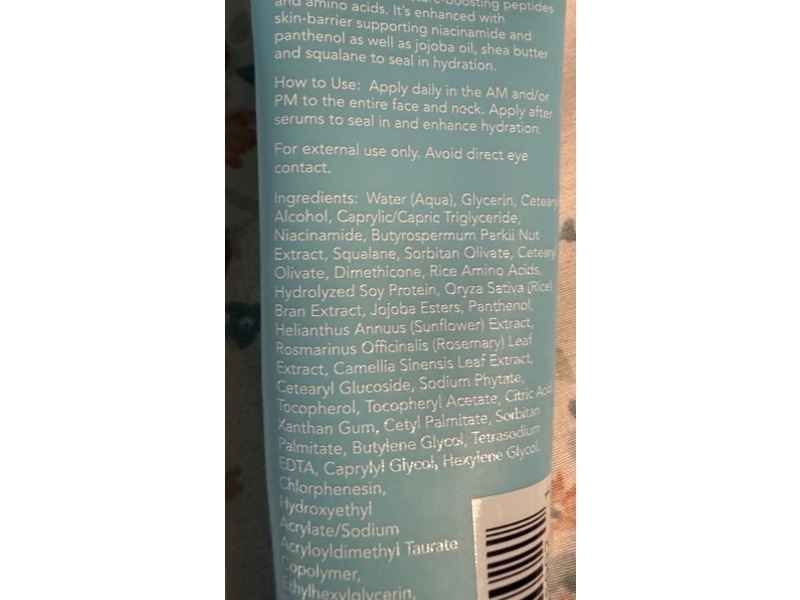 boosting peptides
and amino acids. It's enhanced with
skin-barrier supporting niacinamide and
panthenol as well as jojoba oil, shea butter
and squalane to seal in hydration.
How to Use: Apply daily in the AM and/or
PM to the entire face and neck. Apply after
serums to seal in and enhance hydration.
For external use only. Avoid direct eye
contact.
Ingredients: Water (Aqua), Glycerin, Ceteary
Alcohol, Caprylic/Capric Triglyceride,
Niacinamide, Butyrospermum Parkii Nut
Extract, Squalane, Sorbitan Olivate, Ceteary
Olivate, Dimethicone, Rice Amino Acids,
Hydrolyzed Soy Protein, Oryza Sativa (Rice)
Bran Extract, Jojoba Esters, Panthenol,
Helianthus Annuus (Sunflower) Extract,
Rosmarinus Officinalis (Rosemary) Leaf
Extract, Camellia Sinensis Leaf Extract,
Cetearyl Glucoside, Sodium Phytate,
Tocopherol, Tocopheryl Acetate, Citric Acid
Xanthan Gum, Cetyl Palmitate, Sorbitan
Palmitate, Butylene Glycol, Tetrasodium
EDTA, Caprylyl Glycol, Hexylene Glycol,
Chlorphenesin,
Hydroxyethyl
Acrylate/Sodium
Acryloyldimethyl Taurate
Copolymer,
Ethylhexylglycerin,